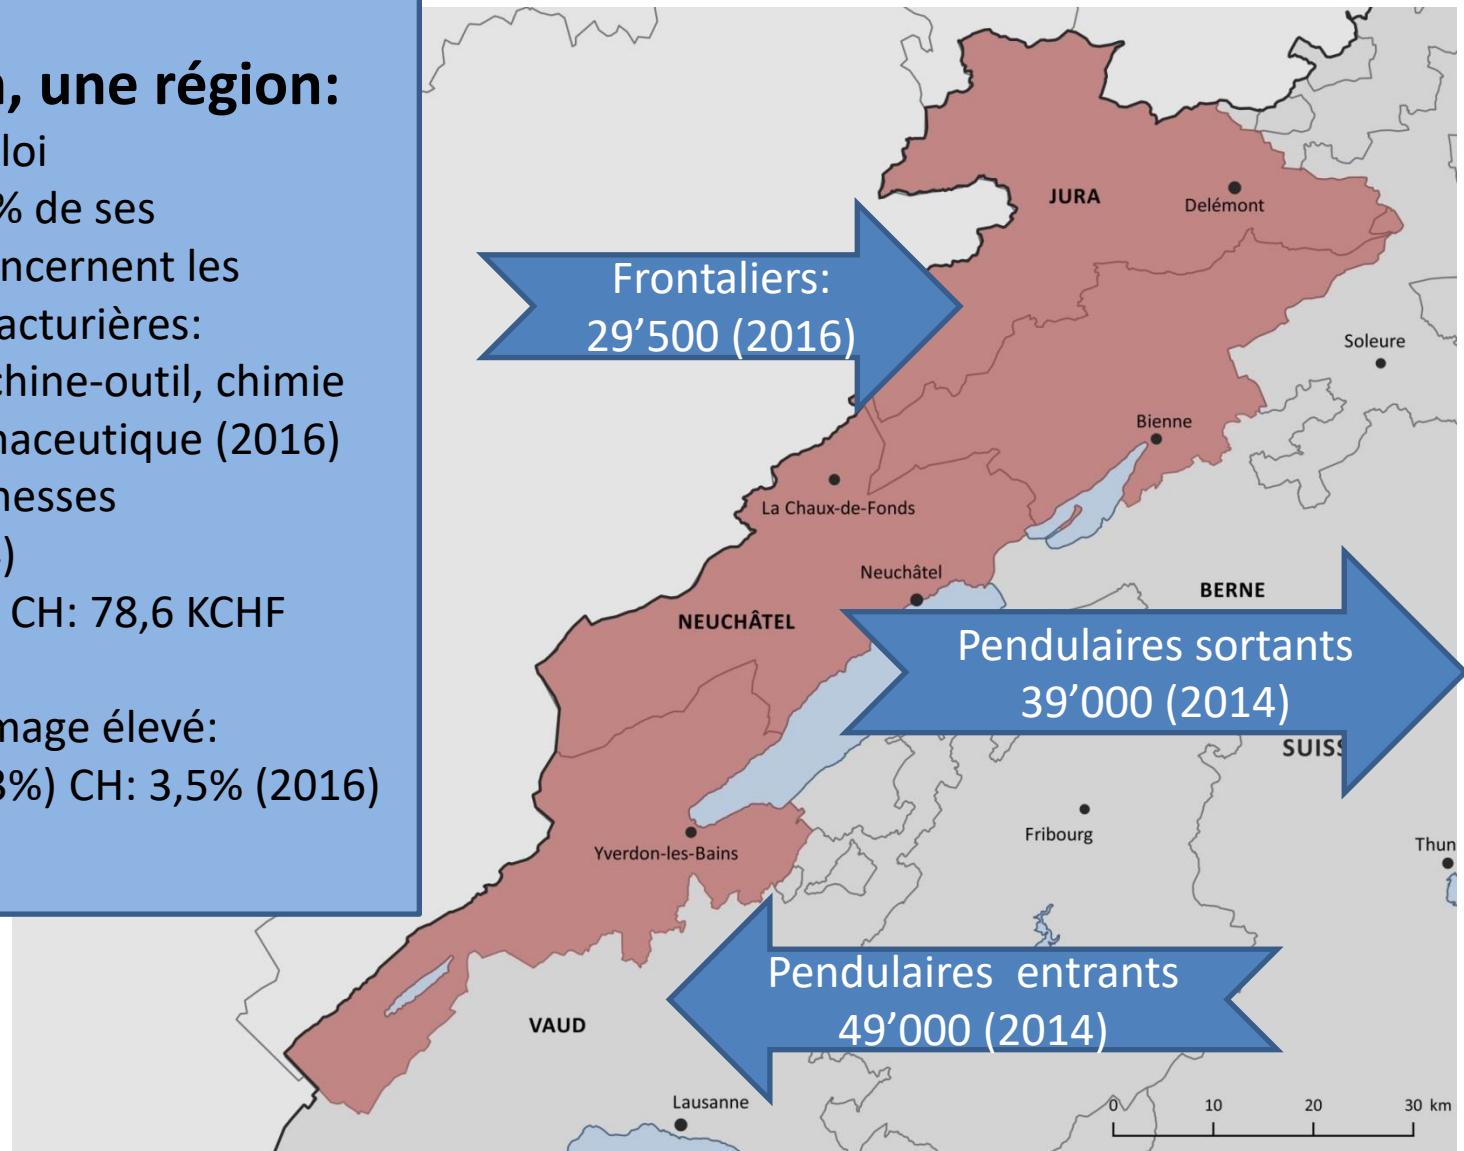 , une région:
loi
% de ses
ncernent les
acturières:
chine-outil, chimie
naceutique (2016)
nesses
)
CH: 78,6 KCHF
mage élevé:
3%) CH: 3,5% (2016)
JURA
Delémont
Frontaliers:
29’500 (2016)
Soleure
Bienne
La Chaux-de-Fonds
Neuchâtel
BERNE
NEUCHÂTEL
Pendulaires sortants
39’000 (2014)
SUISS
Fribourg
Thun
Yverdon-les-Bains
Pendulaires entrants
49’000 (2014)
VAUD
Lausanne
0 10 20 30 km